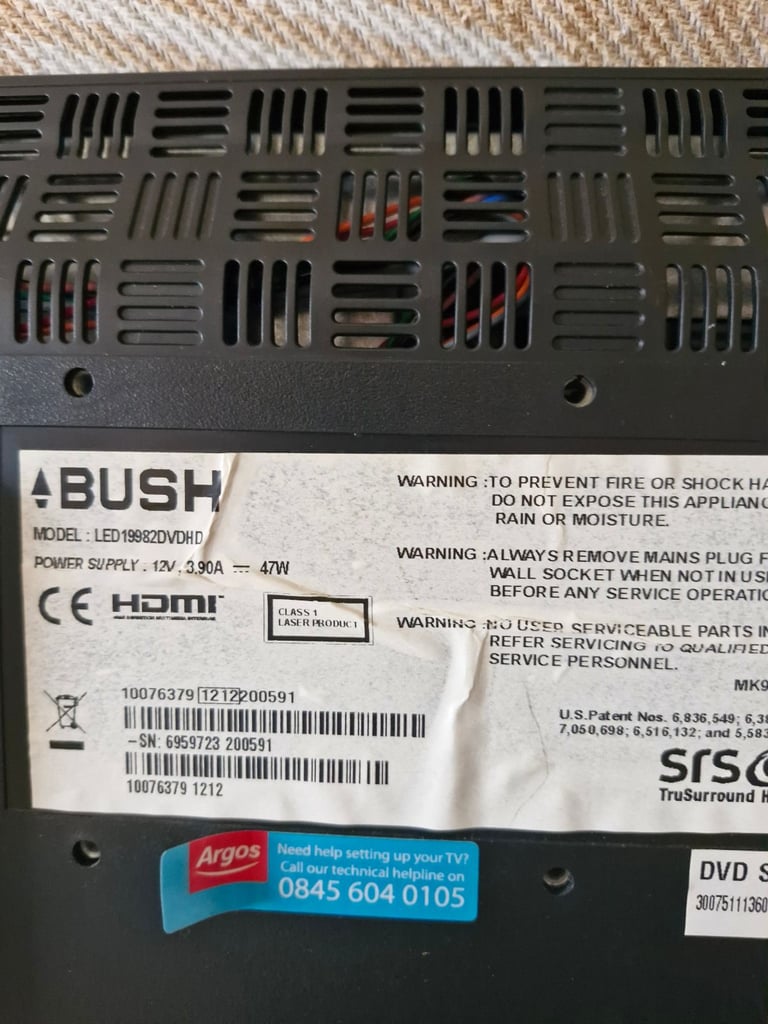 BUSH
MODEL : LED19982DVDHD
POWER SUPPLY : 12V , 3.90A 47W
CE HDMI
CLASS 1
LASER PRODUCT
10076379 1212200591
-SN: 6959723 200591
10076379 1212
WARNING :TO PREVENT FIRE OR SHOCK HA
DO NOT EXPOSE THIS APPLIANC
RAIN OR MOISTURE.
WARNING :ALWAYS REMOVE MAINS PLUG F
WALL SOCKET WHEN NOT IN US
BEFORE ANY SERVICE OPERATIO
WARNING :NO USER SERVICEABLE PARTS IN
REFER SERVICING TO QUALIFIED
SERVICE PERSONNEL.
MK9
U.S.Patent Nos. 6,836,549; 6,38
7,050,698; 6,516,132; and 5,583
SRS
TruSurround H
Argos
Need help setting up your TV?
Call our technical helpline on
0845 604 0105
DVD S
30075111360